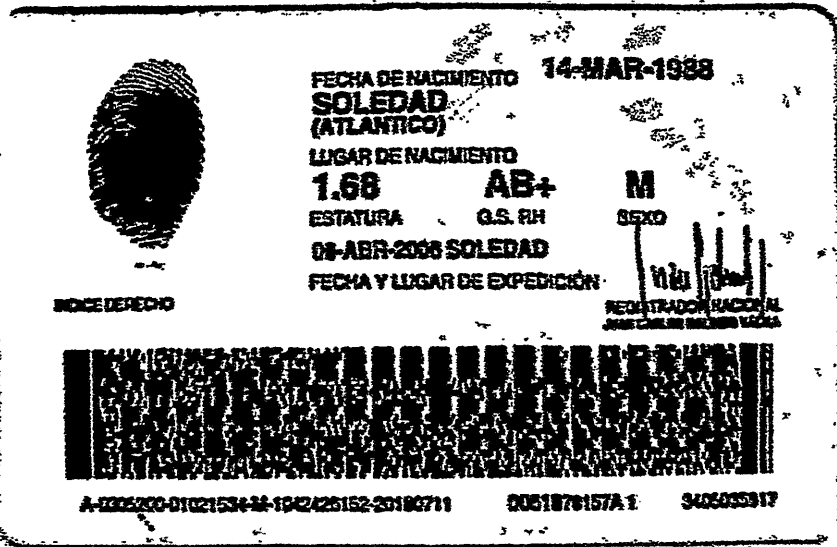 FECHA DE NACIMIENTO 14-MAR-1988
SOLEDAD
(ATLANTICO)
LUGAR DE NACIMIENTO
1.68 AB+ M
ESTATURA G.S. RH SEXO
08-ABR-2006 SOLEDAD
FECHA Y LUGAR DE EXPEDICIÓN
INDICE DERECHO
REGISTRADOR NACIONAL